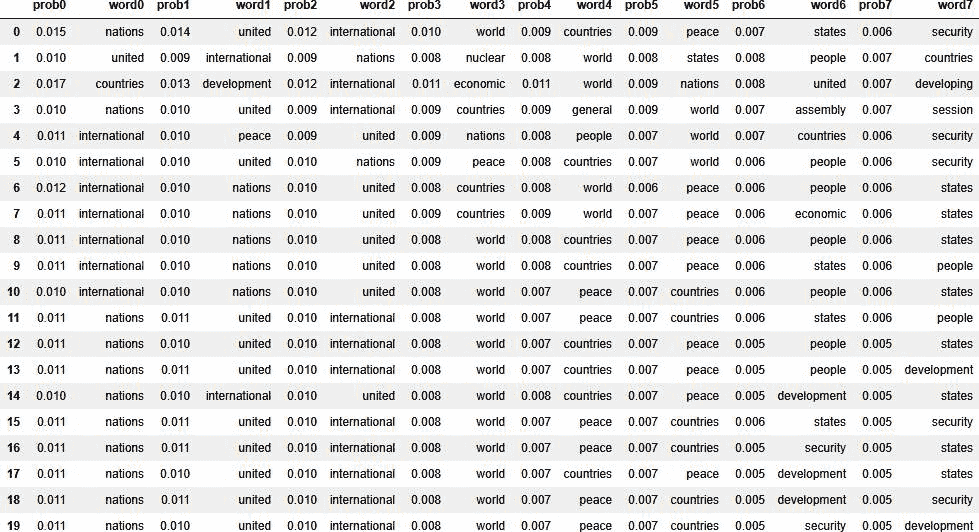 prob0 word0 prob1 word1 prob2 word2 prob3 word3 prob4 word4 prob5 word5 prob6 word6 prob7 word7
0 0.015 nations 0.014 united 0.012 international 0.010 world 0.009 countries 0.009 peace 0.007 states 0.006 security
1 0.010 united 0.009 international 0.009 nations 0.008 nuclear 0.008 world 0.008 states 0.008 people 0.007 countries
2 0.017 countries 0.013 development 0.012 international 0.011 economic 0.011 world 0.009 nations 0.008 united 0.007 developing
3 0.010 nations 0.010 united 0.009 international 0.009 countries 0.009 general 0.009 world 0.007 assembly 0.007 session
4 0.011 international 0.010 peace 0.009 united 0.009 nations 0.008 people 0.007 world 0.007 countries 0.006 security
5 0.010 international 0.010 united 0.010 nations 0.009 peace 0.008 countries 0.007 world 0.006 people 0.006 security
6 0.012 international 0.010 nations 0.010 united 0.008 countries 0.008 world 0.006 peace 0.006 people 0.006 states
7 0.011 international 0.010 nations 0.010 united 0.009 countries 0.009 world 0.007 peace 0.006 economic 0.006 states
8 0.011 international 0.010 nations 0.010 united 0.008 world 0.008 countries 0.007 peace 0.006 people 0.006 states
9 0.011 international 0.010 nations 0.010 united 0.008 world 0.008 countries 0.007 peace 0.006 states 0.006 people
10 0.010 international 0.010 nations 0.010 united 0.008 world 0.007 peace 0.007 countries 0.006 people 0.006 states
11 0.011 nations 0.011 united 0.010 international 0.008 world 0.007 peace 0.007 countries 0.006 states 0.006 people
12 0.011 nations 0.010 united 0.010 international 0.008 world 0.007 countries 0.007 peace 0.005 people 0.005 states
13 0.011 nations 0.011 united 0.010 international 0.008 world 0.007 countries 0.007 peace 0.005 people 0.005 development
14 0.010 nations 0.010 international 0.010 united 0.008 world 0.008 countries 0.007 peace 0.005 development 0.005 states
15 0.011 nations 0.011 united 0.010 international 0.008 world 0.007 peace 0.007 countries 0.006 states 0.005 security
16 0.011 nations 0.011 united 0.010 international 0.008 world 0.007 peace 0.007 countries 0.005 security 0.005 states
17 0.011 nations 0.010 united 0.010 international 0.008 world 0.007 countries 0.007 peace 0.005 development 0.005 states
18 0.011 nations 0.011 united 0.010 international 0.008 world 0.007 peace 0.007 countries 0.005 development 0.005 security
19 0.011 nations 0.010 united 0.010 international 0.008 world 0.007 peace 0.007 countries 0.005 security 0.005 development